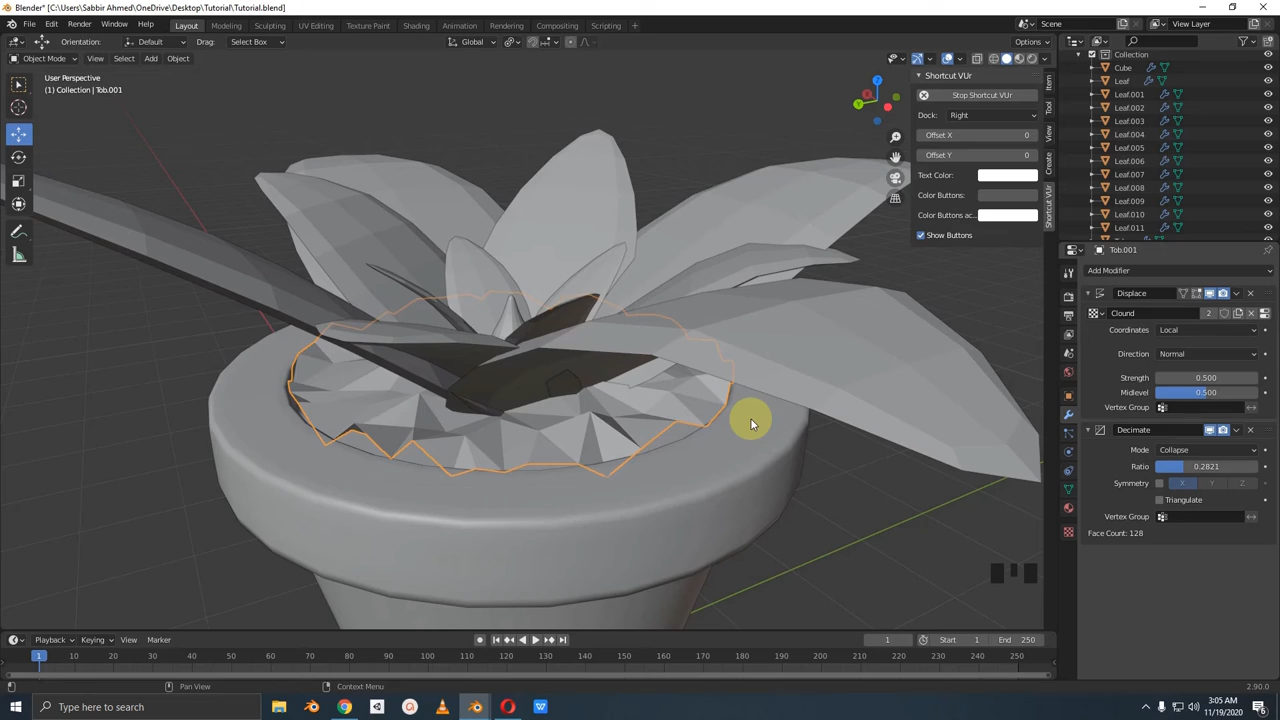 Blender* [C:\Users\Sabbir Ahmed\OneDrive\Desktop\Tutorial\Tutorial.blend]
File Edit Render Window Help Layout Modeling Sculpting UV Editing Texture Paint Shading Animation Rendering Compositing Scripting Scene View Layer
Orientation: Default Drag: Select Box Global Options
Object Mode View Select Add Object
User Perspective
(1) Collection | Tob.001
Shortcut VUr
Stop Shortcut VUr
Dock: Right
Offset X 0
Offset Y 0
Text Color:
Color Buttons:
Color Buttons ac...
Show Buttons
Item
Tool
View
Create
Shortcut VUr
X
Y
Z
Collection
Cube
Leaf
Leaf.001
Leaf.002
Leaf.003
Leaf.004
Leaf.005
Leaf.006
Leaf.007
Leaf.008
Leaf.009
Leaf.010
Leaf.011
Tob.001
Add Modifier
Displace
Clound 2
Coordinates Local
Direction Normal
Strength 0.500
Midlevel 0.500
Vertex Group
Decimate
Mode Collapse
Ratio 0.2821
Symmetry X Y Z
Triangulate
Vertex Group
Face Count: 128
Playback Keying View Marker 1 Start 1 End 250
1 10 20 30 40 50 60 70 80 90 100 110 120 130 140 150 160 170 180 190 200 210 220 230 240 250
Pan View Context Menu 2.90.0
Type here to search
3:05 AM
11/19/2020
6